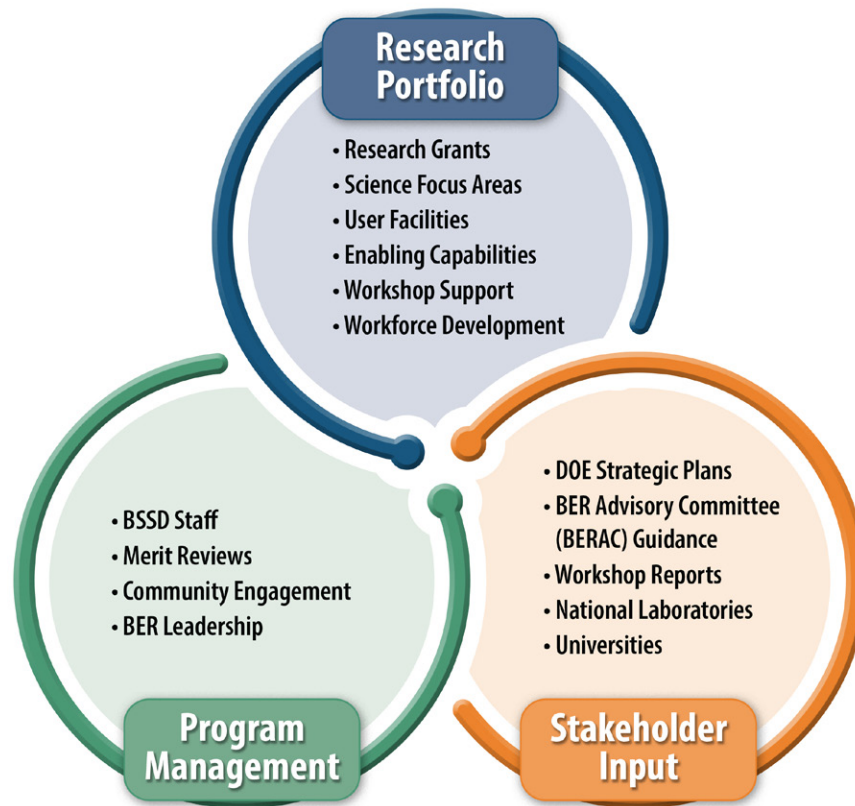 Research
Portfolio
• Research Grants
• Science Focus Areas
• User Facilities
• Enabling Capabilities
• Workshop Support
• Workforce Development
• BSSD Staff
• Merit Reviews
• Community Engagement
• BER Leadership
Program
Management
• DOE Strategic Plans
• BER Advisory Committee
(BERAC) Guidance
• Workshop Reports
• National Laboratories
• Universities
Stakeholder
Input